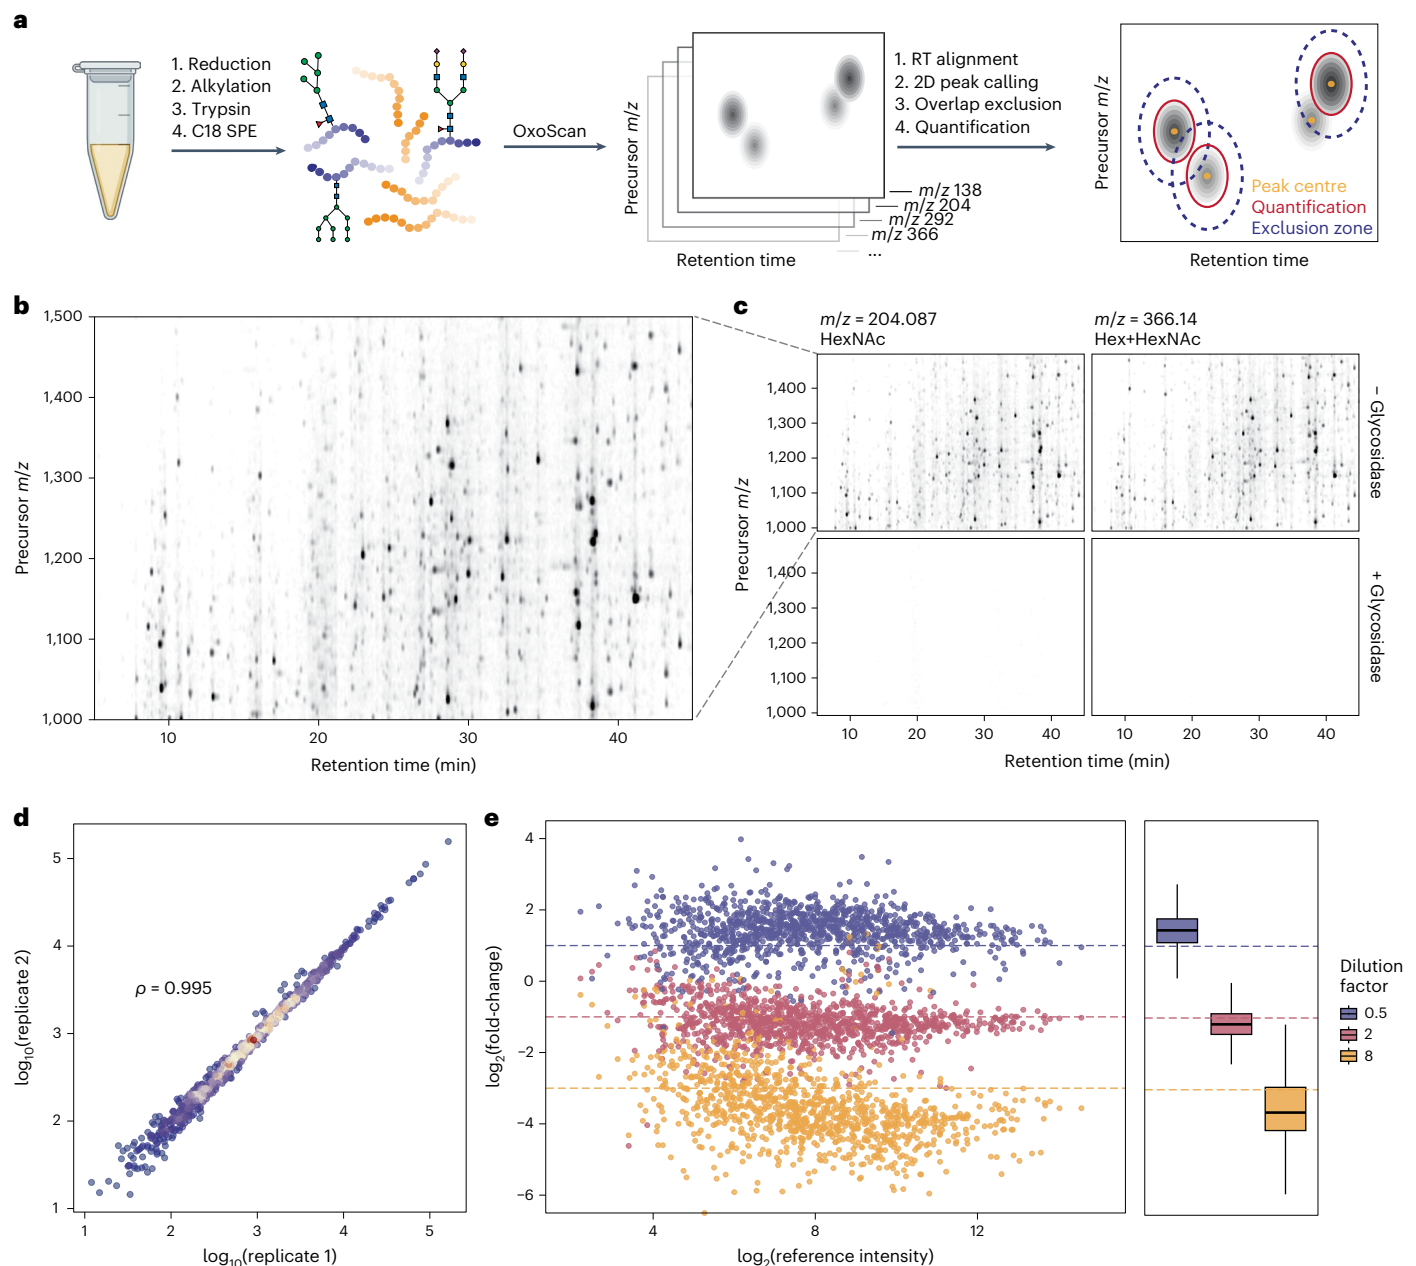 a
1. Reduction
2. Alkylation
3. Trypsin
4. C18 SPE
OxoScan
Precursor m/z
m/z 138
m/z 204
m/z 292
m/z 366
...
Retention time
1. RT alignment
2. 2D peak calling
3. Overlap exclusion
4. Quantification
Precursor m/z
Peak centre
Quantification
Exclusion zone
Retention time
b
1,500
1,400
1,300
1,200
1,100
1,000
Precursor m/z
10 20 30 40
Retention time (min)
c
m/z = 204.087
HexNAc
m/z = 366.14
Hex+HexNAc
1,400
1,300
1,200
1,100
1,000
– Glycosidase
Precursor m/z
1,400
1,300
1,200
1,100
1,000
+ Glycosidase
10 20 30 40
10 20 30 40
Retention time (min)
d
5
4
3
2
1
log10(replicate 2)
ρ = 0.995
1 2 3 4 5
log10(replicate 1)
e
4
2
0
−2
−4
−6
log2(fold-change)
4 8 12
log2(reference intensity)
Dilution
factor
0.5
2
8